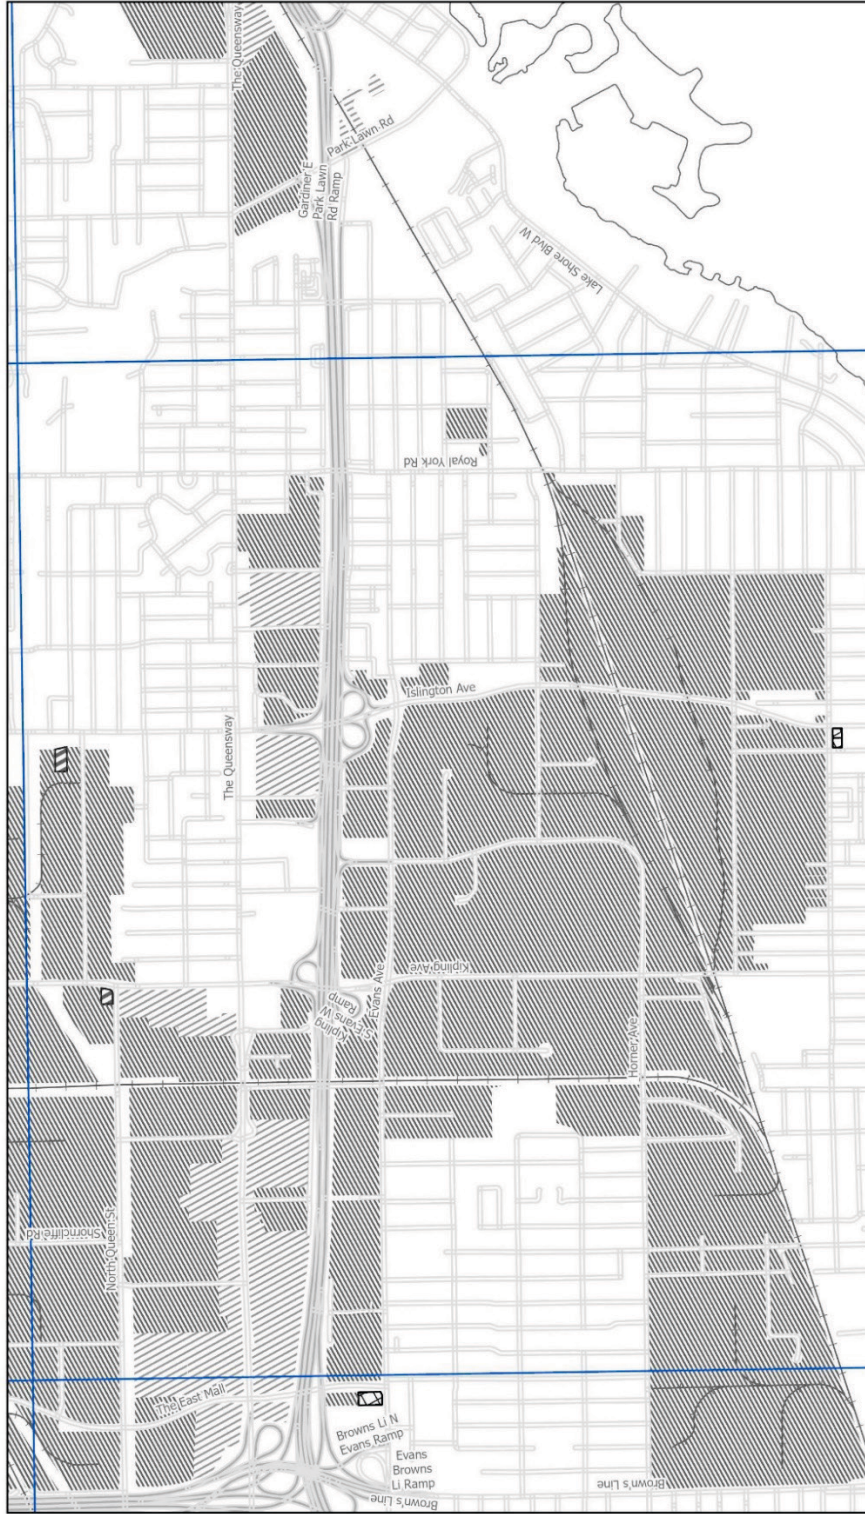 The Queensway
Park Lawn Rd
Gardiner E
Park Lawn
Rd Ramp
Lake Shore Blvd W
Royal York Rd
Islington Ave
The Queensway
Kipling Ave
Evans Ave
Kipling
S Evans W
Ramp
Horner Ave
North Queen St
Shorncliffe Rd
The East Mall
Browns Li N
Evans Ramp
Evans
Browns
Li Ramp
Brown's Line
Brown's Line